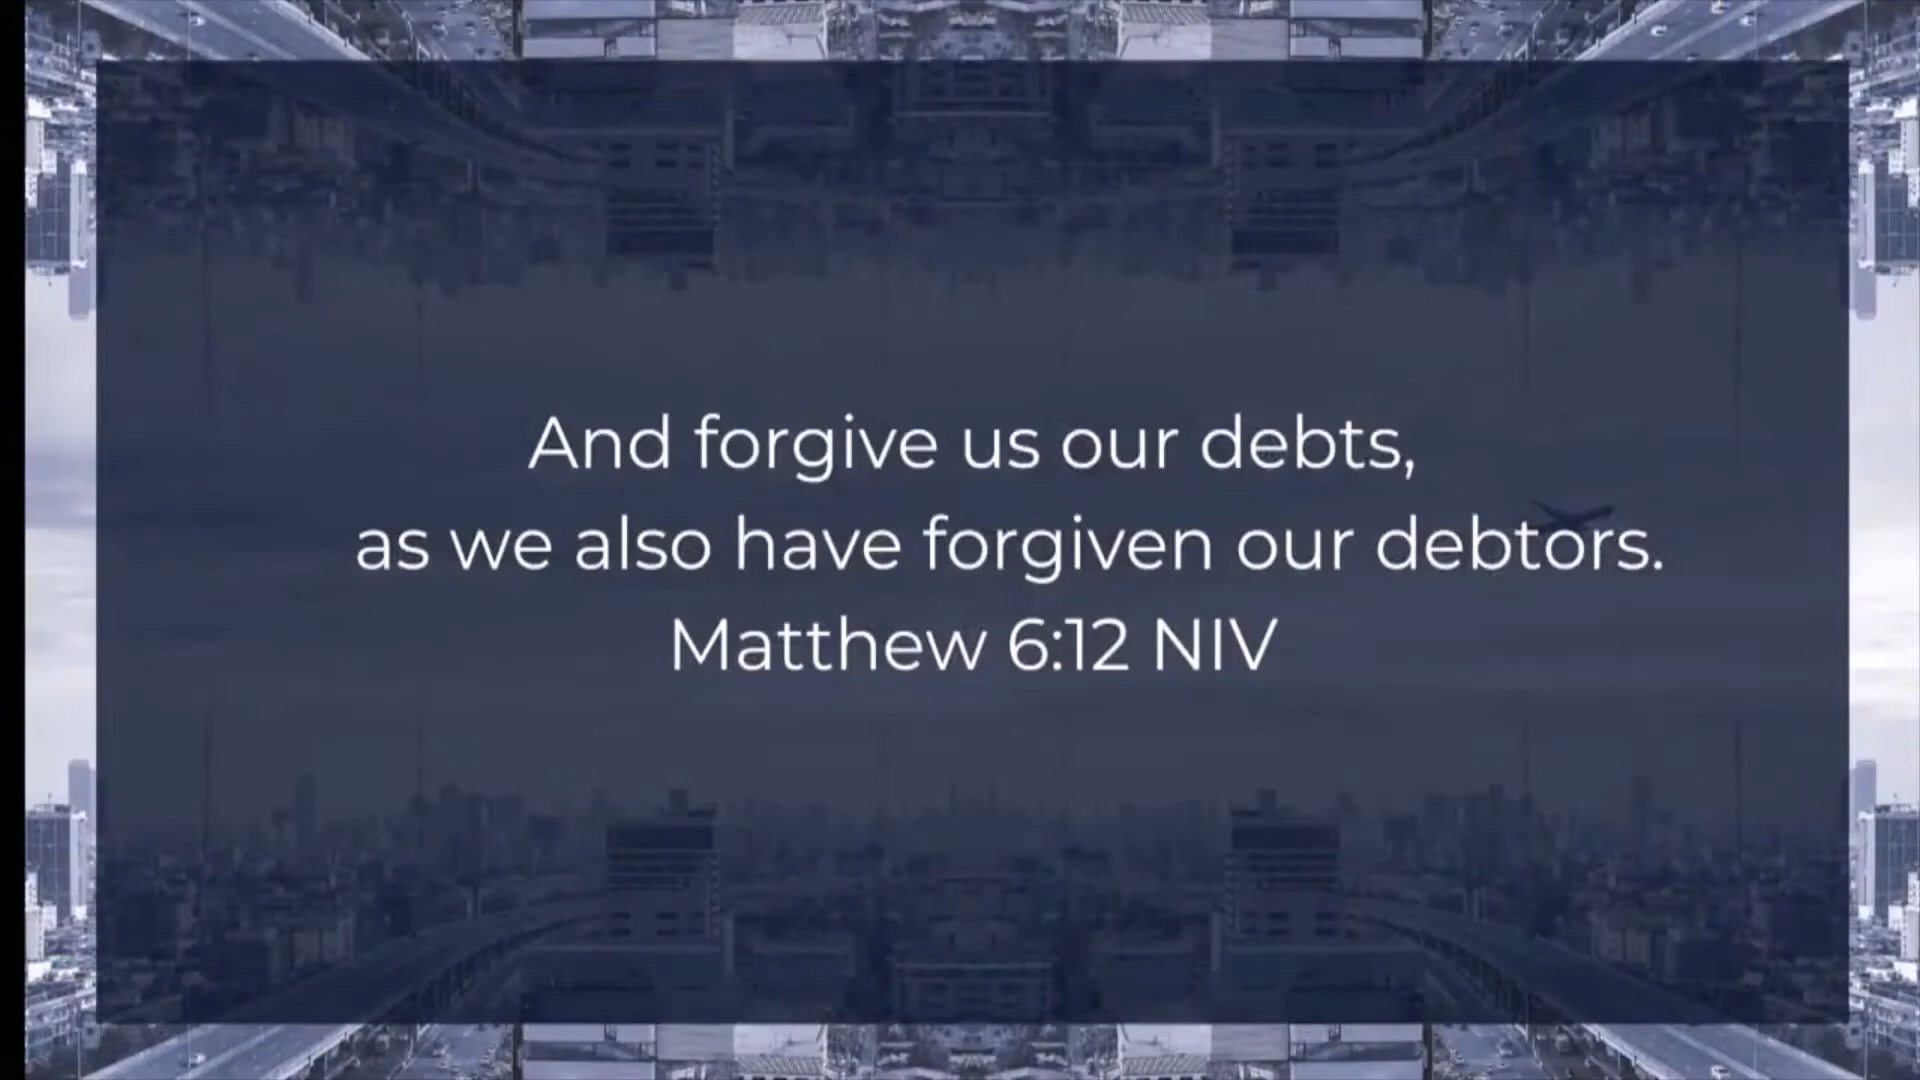 And forgive us our debts,
as we also have forgiven our debtors.
Matthew 6:12 NIV